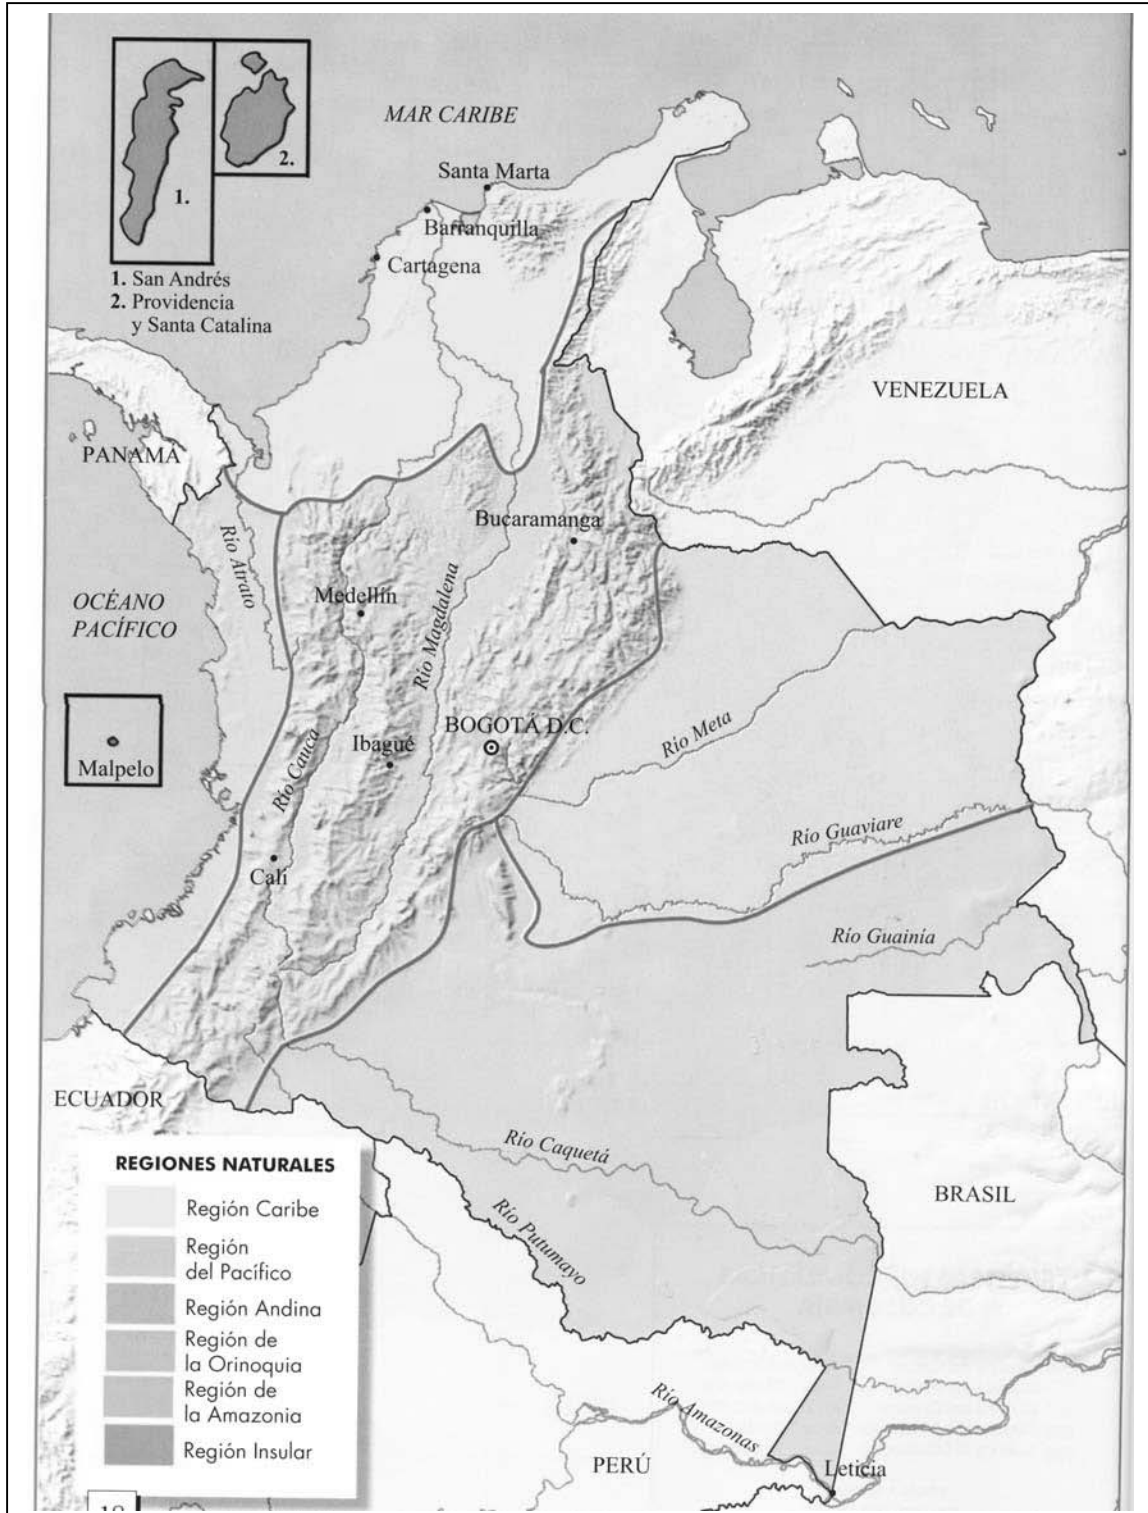 MAR CARIBE
Santa Marta
Barranquilla
Cartagena
1.
2.
1. San Andrés
2. Providencia
y Santa Catalina
VENEZUELA
PANAMÁ
Bucaramanga
Río Atrato
Medellín
Río Magdalena
OCÉANO
PACÍFICO
BOGOTÁ D.C.
Río Meta
Ibagué
Río Cauca
Malpelo
Río Guaviare
Cali
Río Guainía
ECUADOR
Río Caquetá
BRASIL
Río Putumayo
Río Amazonas
PERÚ
Leticia
REGIONES NATURALES
Región Caribe
Región
del Pacífico
Región Andina
Región de
la Orinoquia
Región de
la Amazonia
Región Insular